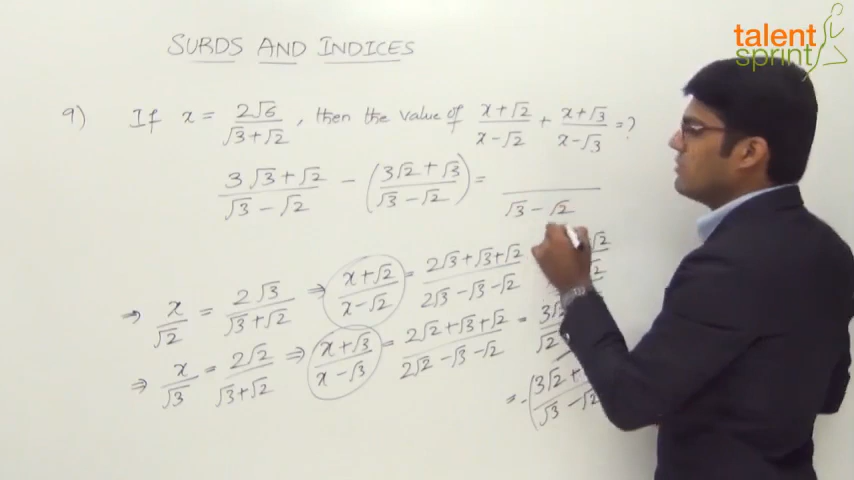 talent
sprint
SURDS AND INDICES
9) If x = 2√6 / (√3+√2), then the value of (x+√2)/(x-√2) + (x+√3)/(x-√3) = ?
(3√3+√2)/(√3-√2) - ((3√2+√3)/(√3-√2)) = /(√3-√2)
⇒ x/√2 = 2√3/(√3+√2) ⇒ (x+√2)/(x-√2) = (2√3+√3+√2)/(2√3-√3-√2)
⇒ x/√3 = 2√2/(√3+√2) ⇒ (x+√3)/(x-√3) = (2√2+√3+√2)/(2√2-√3-√2) = 3√2 / √2
= -(3√2+ / √3-√2